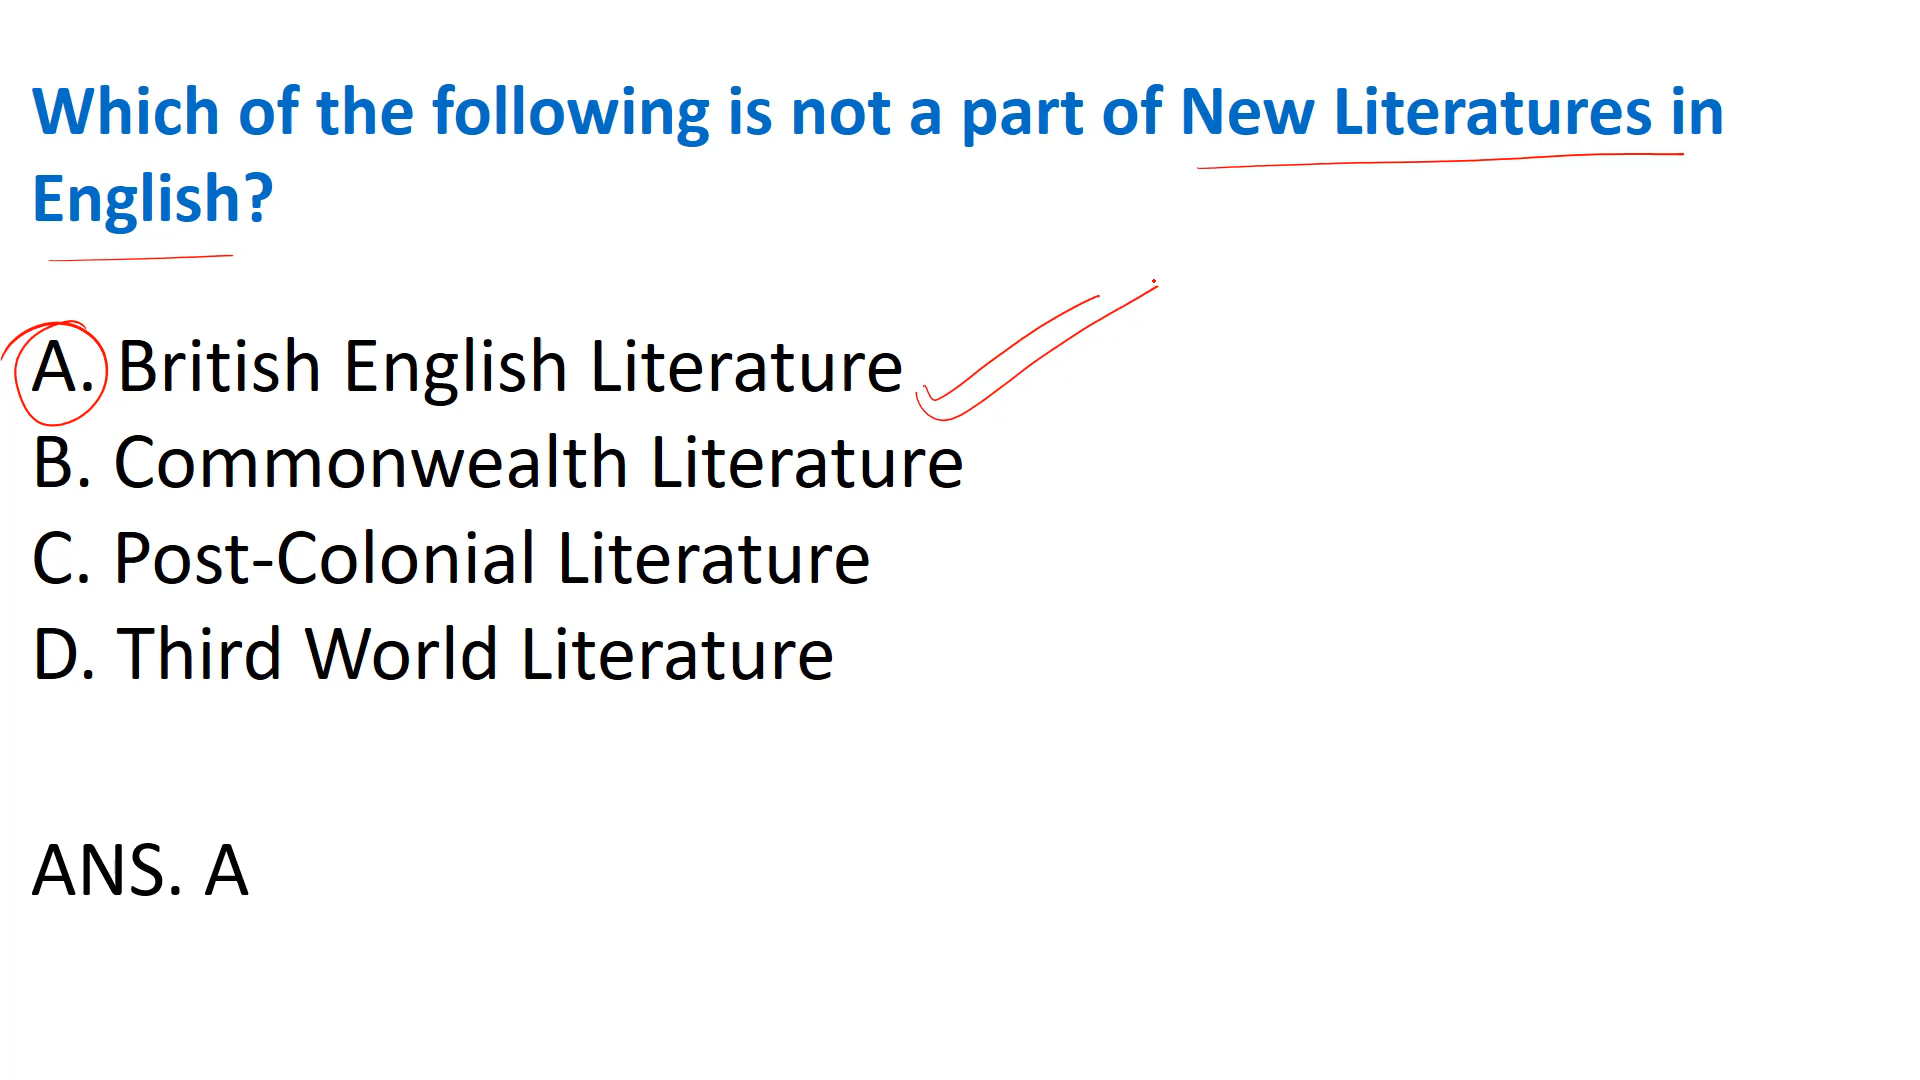 Which of the following is not a part of New Literatures in
English?
A. British English Literature
B. Commonwealth Literature
C. Post-Colonial Literature
D. Third World Literature
ANS. A